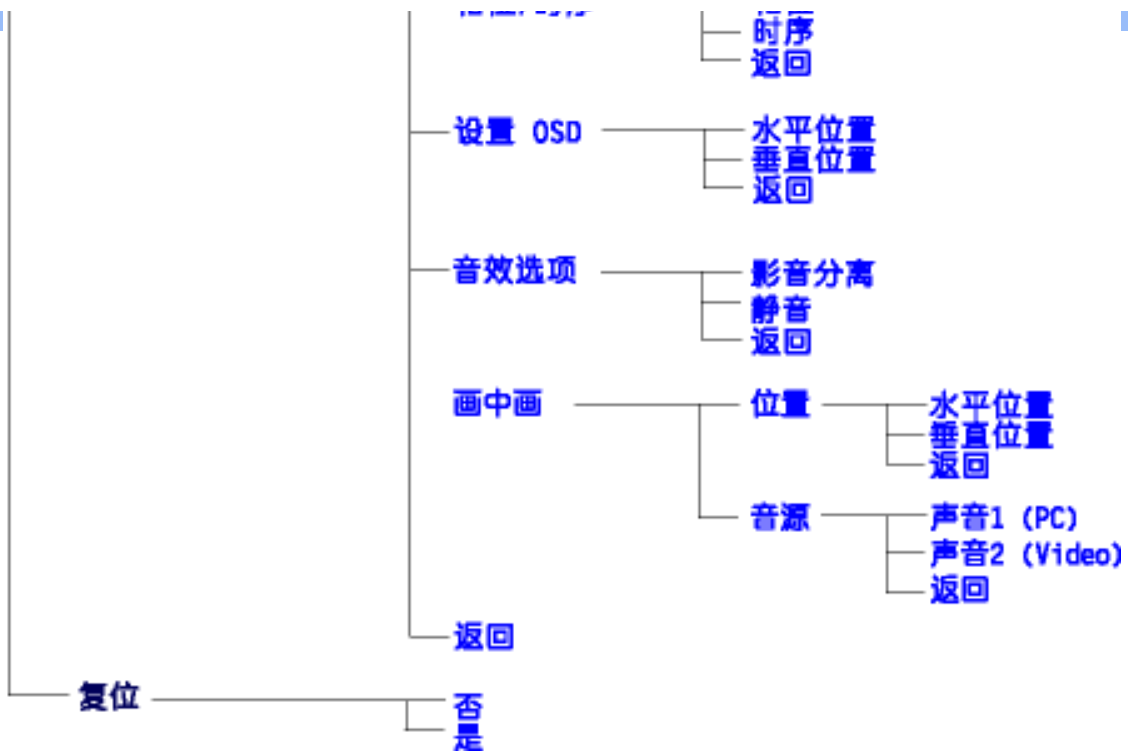 时序
返回
设置 OSD
水平位置
垂直位置
返回
音效选项
影音分离
静音
返回
画中画
位置
水平位置
垂直位置
返回
音源
声音1 (PC)
声音2 (Video)
返回
返回
复位
否
是